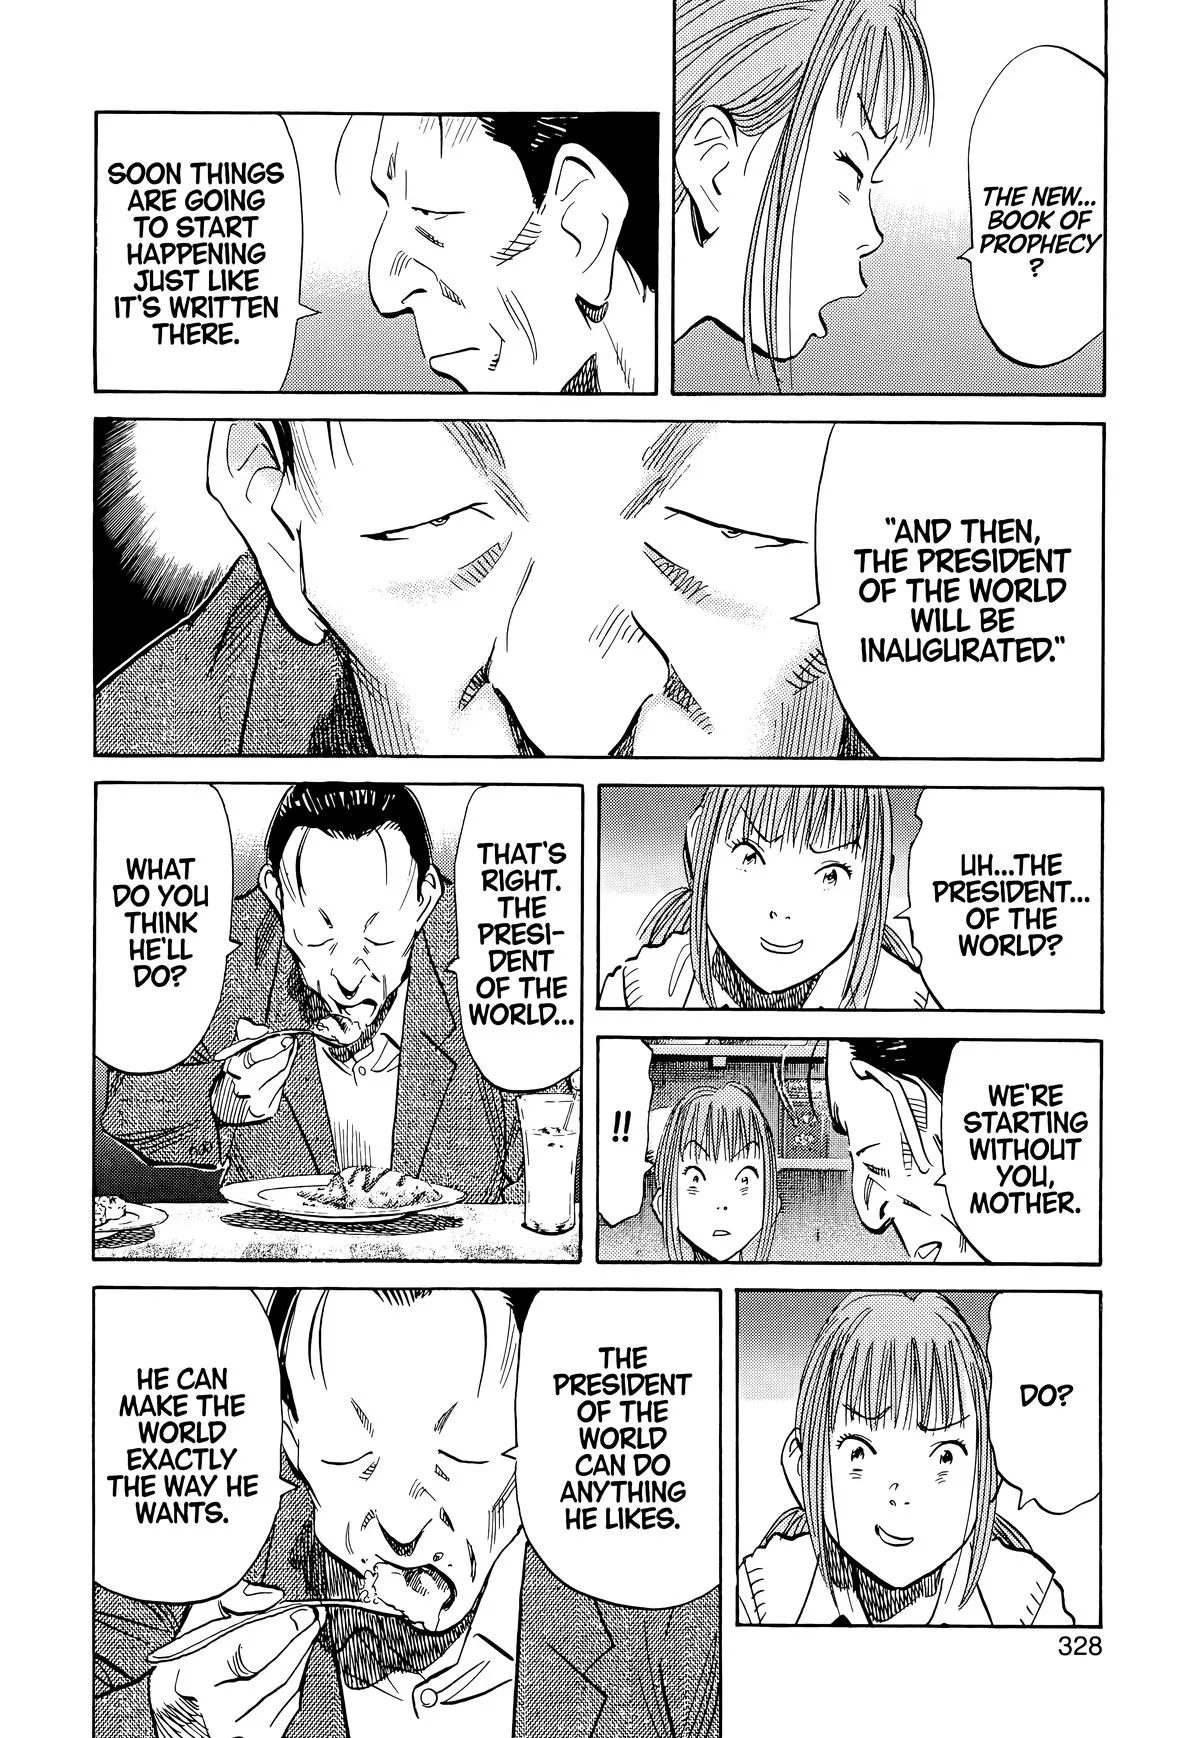 THE NEW...
BOOK OF
PROPHECY
?
SOON THINGS
ARE GOING
TO START
HAPPENING
JUST LIKE
IT'S WRITTEN
THERE.
"AND THEN,
THE PRESIDENT
OF THE WORLD
WILL BE
INAUGURATED."
UH...THE
PRESIDENT...
OF THE
WORLD?
THAT'S
RIGHT.
THE
PRESI-
DENT
OF THE
WORLD...
WHAT
DO YOU
THINK
HE'LL
DO?
WE'RE
STARTING
WITHOUT
YOU,
MOTHER.
!!
DO?
THE
PRESIDENT
OF THE
WORLD
CAN DO
ANYTHING
HE LIKES.
HE CAN
MAKE THE
WORLD
EXACTLY
THE WAY HE
WANTS.
328